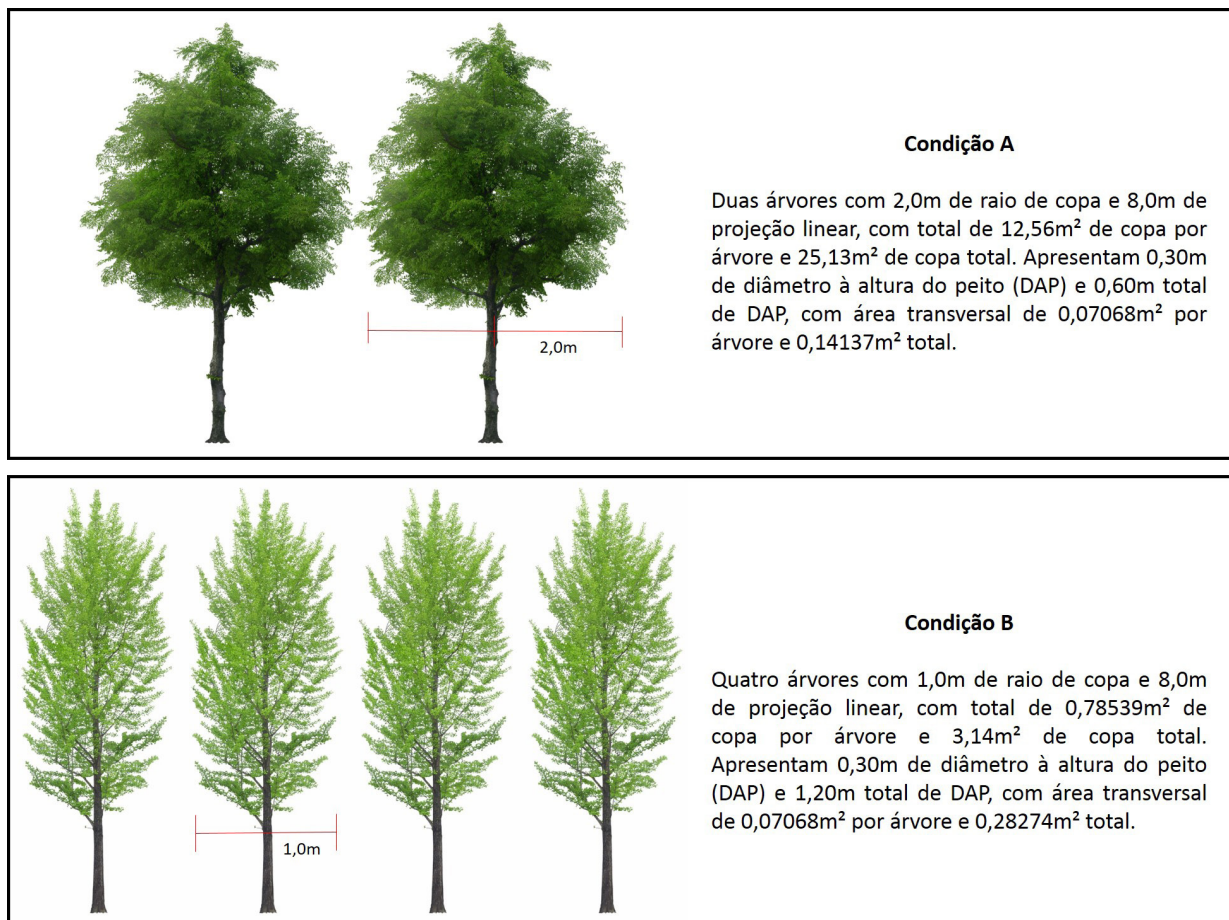 Condição A
Duas árvores com 2,0m de raio de copa e 8,0m de
projeção linear, com total de 12,56m² de copa por
árvore e 25,13m² de copa total. Apresentam 0,30m
de diâmetro à altura do peito (DAP) e 0,60m total
de DAP, com área transversal de 0,07068m² por
árvore e 0,14137m² total.
2,0m
Condição B
Quatro árvores com 1,0m de raio de copa e 8,0m
de projeção linear, com total de 0,78539m² de
copa por árvore e 3,14m² de copa total.
Apresentam 0,30m de diâmetro à altura do peito
(DAP) e 1,20m total de DAP, com área transversal
de 0,07068m² por árvore e 0,28274m² total.
1,0m